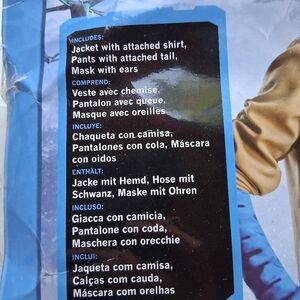 INCLUDES:
Jacket with attached shirt,
Pants with attached tail,
Mask with ears
COMPREND:
Veste avec chemise,
Pantalon avec queue,
Masque avec oreilles
INCLUYE:
Chaqueta con camisa,
Pantalones con cola, Máscara
con oidos
ENTHÄLT:
Jacke mit Hemd, Hose mit
Schwanz, Maske mit Ohren
INCLUSO:
Giacca con camicia,
Pantalone con coda,
Maschera con orecchie
INCLUI:
Jaqueta com camisa,
Calças com cauda,
Máscara com orelhas